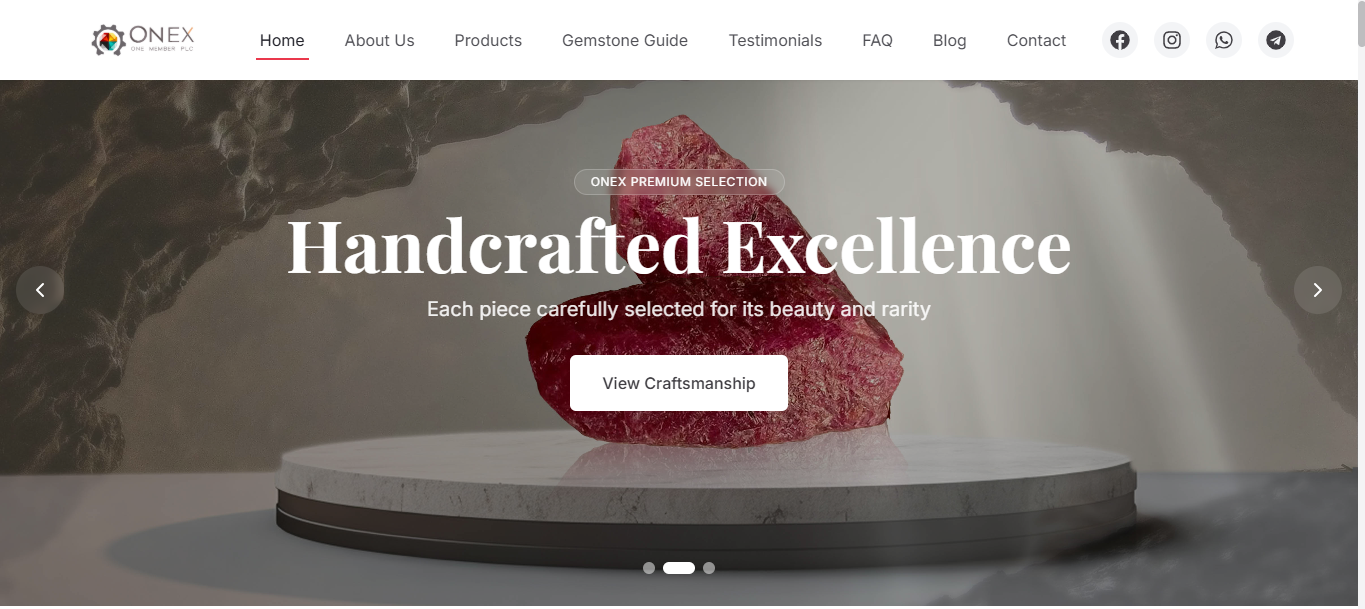 ONEX
ONE MEMBER PLC
Home
About Us
Products
Gemstone Guide
Testimonials
FAQ
Blog
Contact
ONEX PREMIUM SELECTION
Handcrafted Excellence
Each piece carefully selected for its beauty and rarity
View Craftsmanship